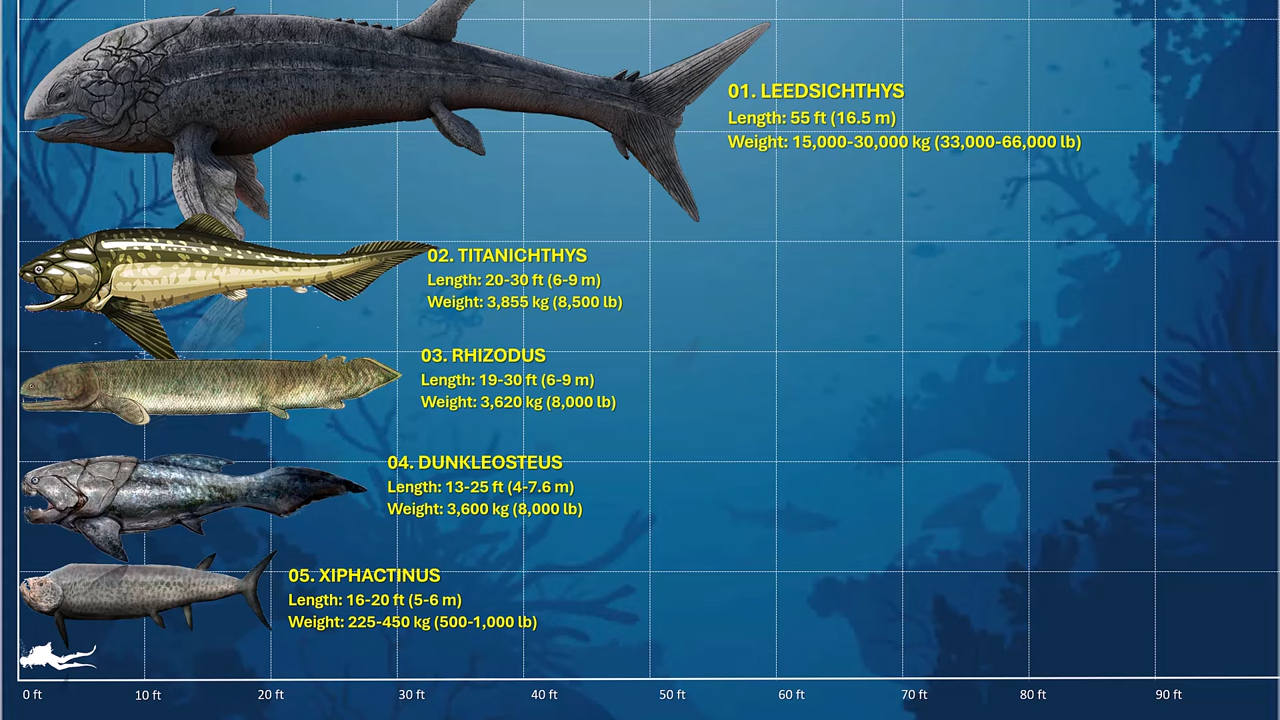 01. LEEDSICHTHYS
Length: 55 ft (16.5 m)
Weight: 15,000-30,000 kg (33,000-66,000 lb)
02. TITANICHTHYS
Length: 20-30 ft (6-9 m)
Weight: 3,855 kg (8,500 lb)
03. RHIZODUS
Length: 19-30 ft (6-9 m)
Weight: 3,620 kg (8,000 lb)
04. DUNKLEOSTEUS
Length: 13-25 ft (4-7.6 m)
Weight: 3,600 kg (8,000 lb)
05. XIPHACTINUS
Length: 16-20 ft (5-6 m)
Weight: 225-450 kg (500-1,000 lb)
0 ft 10 ft 20 ft 30 ft 40 ft 50 ft 60 ft 70 ft 80 ft 90 ft